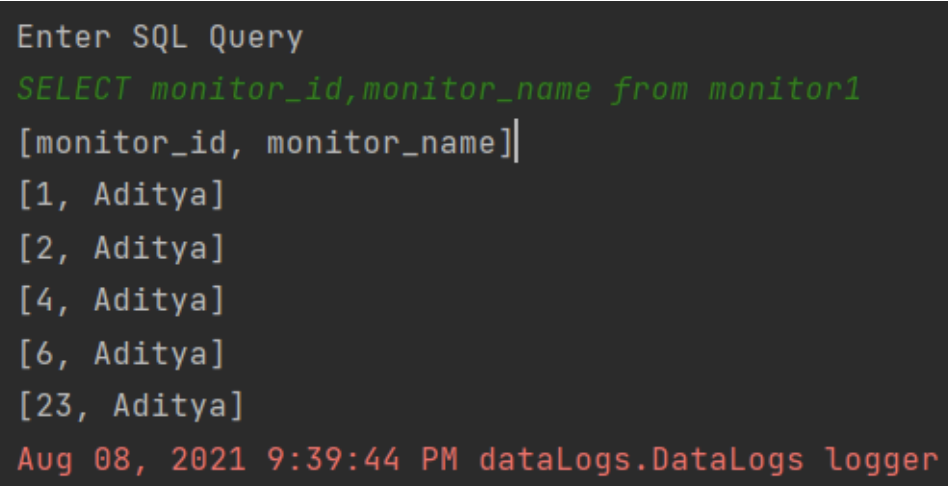 Enter SQL Query
SELECT monitor_id,monitor_name from monitor1
[monitor_id, monitor_name]
[1, Aditya]
[2, Aditya]
[4, Aditya]
[6, Aditya]
[23, Aditya]
Aug 08, 2021 9:39:44 PM dataLogs.DataLogs logger